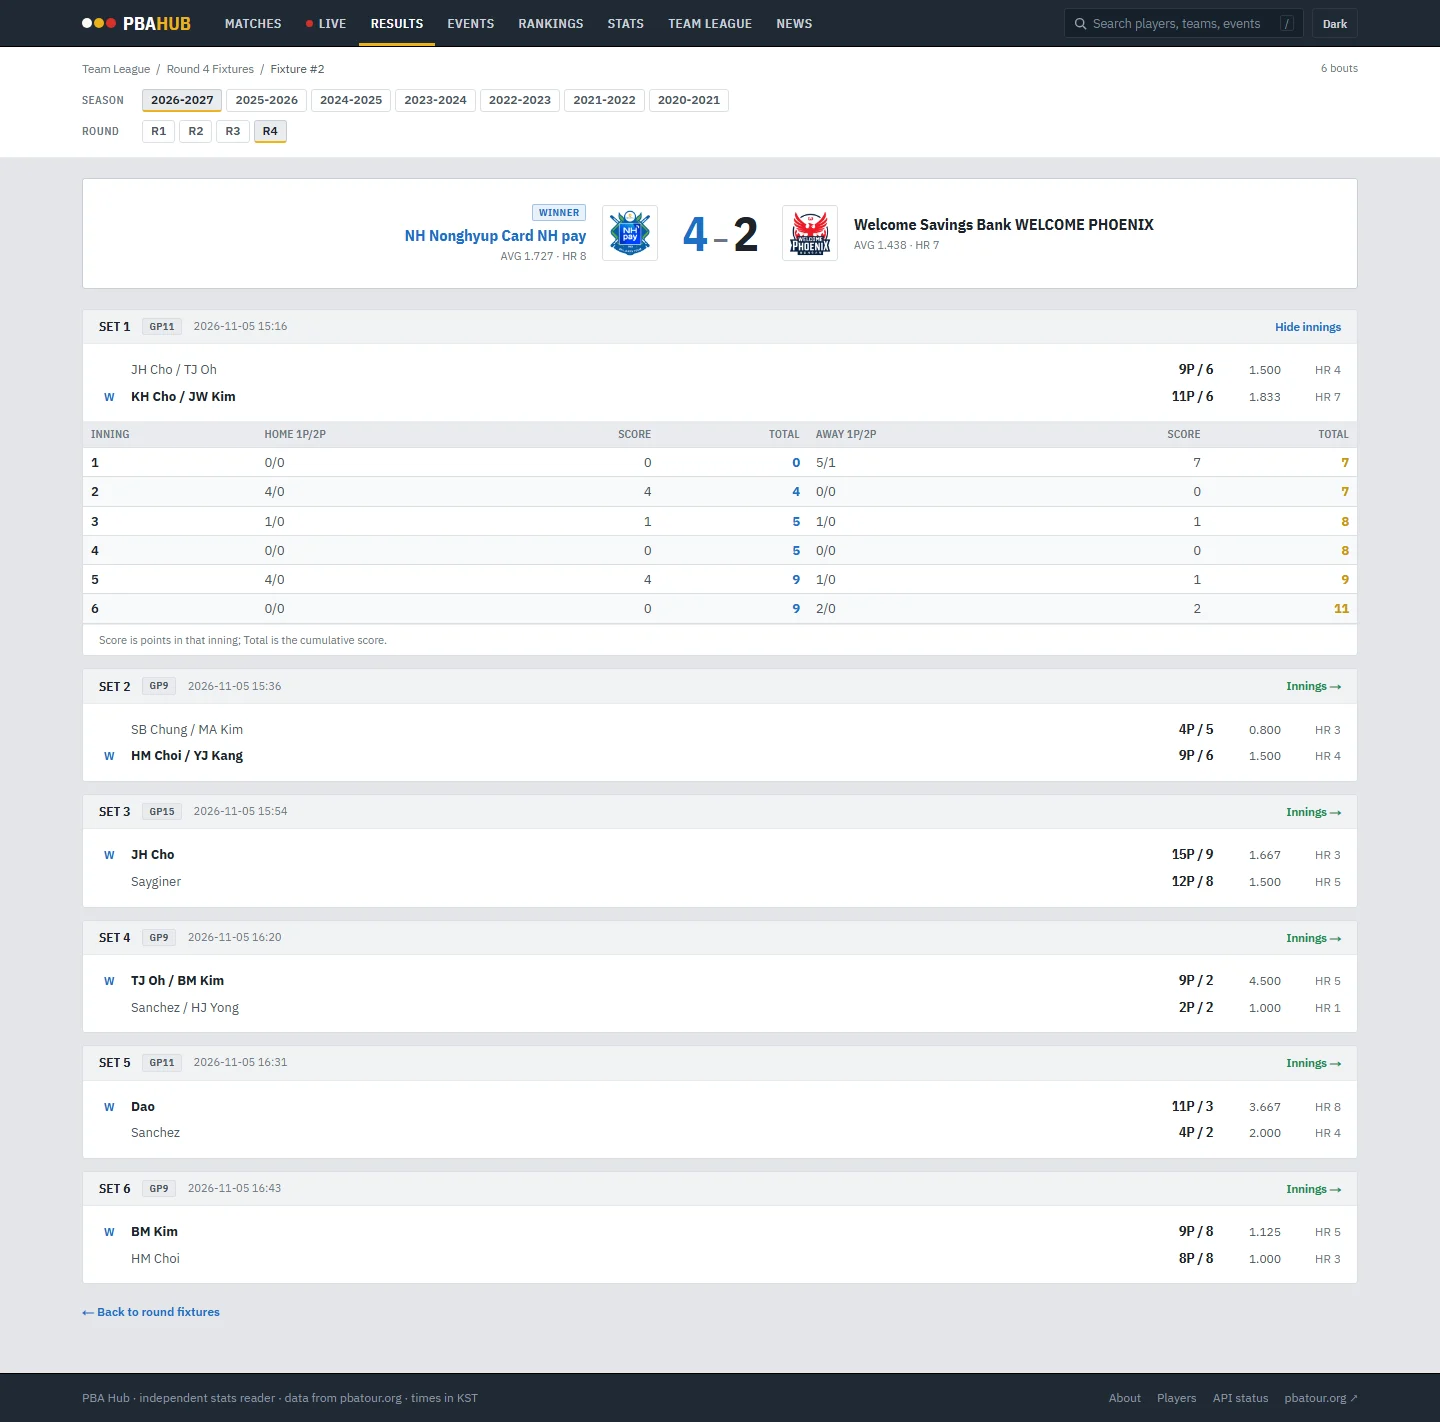 PBAHUB MATCHES LIVE RESULTS EVENTS RANKINGS STATS TEAM LEAGUE NEWS Search players, teams, events / Dark
Team League / Round 4 Fixtures / Fixture #2 6 bouts
SEASON 2026-2027 2025-2026 2024-2025 2023-2024 2022-2023 2021-2022 2020-2021
ROUND R1 R2 R3 R4
WINNER
NH Nonghyup Card NH pay
AVG 1.727 · HR 8
NH
pay
4 – 2
WELCOME
PHOENIX
Welcome Savings Bank WELCOME PHOENIX
AVG 1.438 · HR 7
SET 1 GP11 2026-11-05 15:16 Hide innings
JH Cho / TJ Oh 9P / 6 1.500 HR 4
W KH Cho / JW Kim 11P / 6 1.833 HR 7
INNING HOME 1P/2P SCORE TOTAL AWAY 1P/2P SCORE TOTAL
1 0/0 0 0 5/1 7 7
2 4/0 4 4 0/0 0 7
3 1/0 1 5 1/0 1 8
4 0/0 0 5 0/0 0 8
5 4/0 4 9 1/0 1 9
6 0/0 0 9 2/0 2 11
Score is points in that inning; Total is the cumulative score.
SET 2 GP9 2026-11-05 15:36 Innings →
SB Chung / MA Kim 4P / 5 0.800 HR 3
W HM Choi / YJ Kang 9P / 6 1.500 HR 4
SET 3 GP15 2026-11-05 15:54 Innings →
W JH Cho 15P / 9 1.667 HR 3
Sayginer 12P / 8 1.500 HR 5
SET 4 GP9 2026-11-05 16:20 Innings →
W TJ Oh / BM Kim 9P / 2 4.500 HR 5
Sanchez / HJ Yong 2P / 2 1.000 HR 1
SET 5 GP11 2026-11-05 16:31 Innings →
W Dao 11P / 3 3.667 HR 8
Sanchez 4P / 2 2.000 HR 4
SET 6 GP9 2026-11-05 16:43 Innings →
W BM Kim 9P / 8 1.125 HR 5
HM Choi 8P / 8 1.000 HR 3
← Back to round fixtures
PBA Hub · independent stats reader · data from pbatour.org · times in KST About Players API status pbatour.org ↗